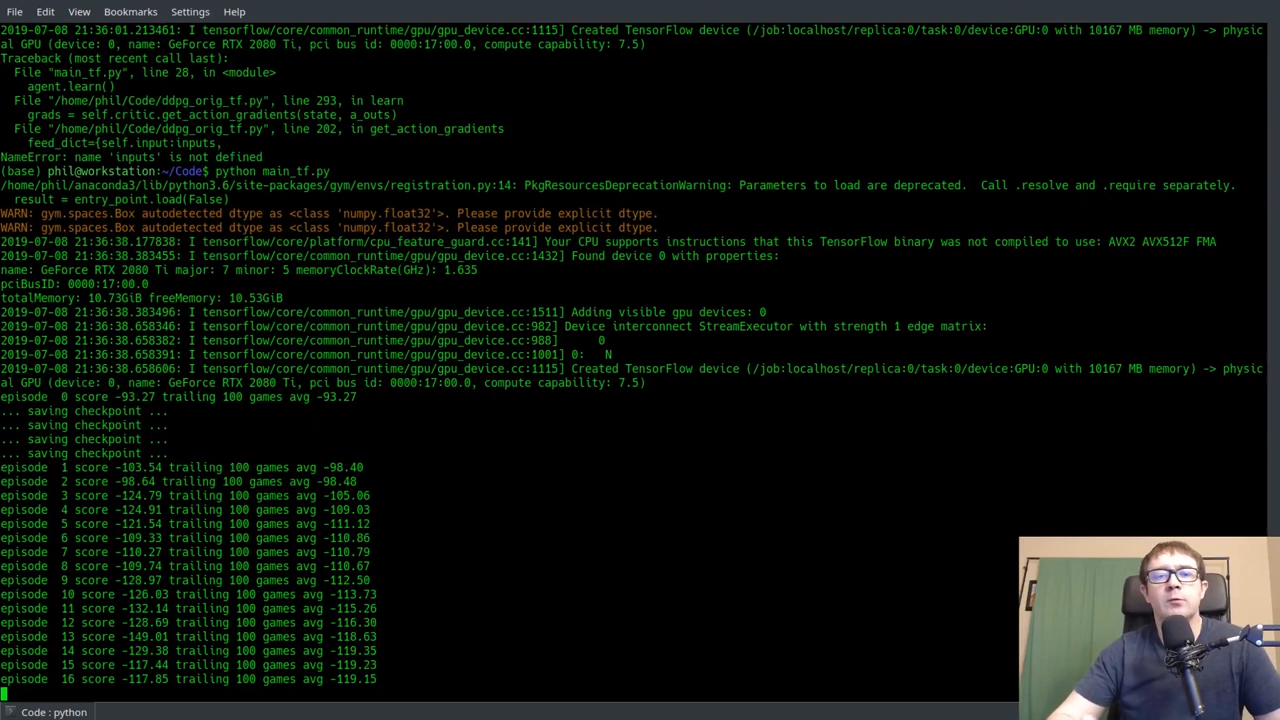 File Edit View Bookmarks Settings Help
2019-07-08 21:36:01.213461: I tensorflow/core/common_runtime/gpu/gpu_device.cc:1115] Created TensorFlow device (/job:localhost/replica:0/task:0/device:GPU:0 with 10167 MB memory) -> physic
al GPU (device: 0, name: GeForce RTX 2080 Ti, pci bus id: 0000:17:00.0, compute capability: 7.5)
Traceback (most recent call last):
File "main_tf.py", line 28, in <module>
agent.learn()
File "/home/phil/Code/ddpg_orig_tf.py", line 293, in learn
grads = self.critic.get_action_gradients(state, a_outs)
File "/home/phil/Code/ddpg_orig_tf.py", line 202, in get_action_gradients
feed_dict={self.input:inputs,
NameError: name 'inputs' is not defined
(base) phil@workstation:~/Code$ python main_tf.py
/home/phil/anaconda3/lib/python3.6/site-packages/gym/envs/registration.py:14: PkgResourcesDeprecationWarning: Parameters to load are deprecated.  Call .resolve and .require separately.
result = entry_point.load(False)
WARN: gym.spaces.Box autodetected dtype as <class 'numpy.float32'>. Please provide explicit dtype.
WARN: gym.spaces.Box autodetected dtype as <class 'numpy.float32'>. Please provide explicit dtype.
2019-07-08 21:36:38.177838: I tensorflow/core/platform/cpu_feature_guard.cc:141] Your CPU supports instructions that this TensorFlow binary was not compiled to use: AVX2 AVX512F FMA
2019-07-08 21:36:38.383455: I tensorflow/core/common_runtime/gpu/gpu_device.cc:1432] Found device 0 with properties:
name: GeForce RTX 2080 Ti major: 7 minor: 5 memoryClockRate(GHz): 1.635
pciBusID: 0000:17:00.0
totalMemory: 10.73GiB freeMemory: 10.53GiB
2019-07-08 21:36:38.383496: I tensorflow/core/common_runtime/gpu/gpu_device.cc:1511] Adding visible gpu devices: 0
2019-07-08 21:36:38.658346: I tensorflow/core/common_runtime/gpu/gpu_device.cc:982] Device interconnect StreamExecutor with strength 1 edge matrix:
2019-07-08 21:36:38.658382: I tensorflow/core/common_runtime/gpu/gpu_device.cc:988]      0
2019-07-08 21:36:38.658391: I tensorflow/core/common_runtime/gpu/gpu_device.cc:1001] 0:   N
2019-07-08 21:36:38.658606: I tensorflow/core/common_runtime/gpu/gpu_device.cc:1115] Created TensorFlow device (/job:localhost/replica:0/task:0/device:GPU:0 with 10167 MB memory) -> physic
al GPU (device: 0, name: GeForce RTX 2080 Ti, pci bus id: 0000:17:00.0, compute capability: 7.5)
episode  0 score -93.27 trailing 100 games avg -93.27
... saving checkpoint ...
... saving checkpoint ...
... saving checkpoint ...
... saving checkpoint ...
episode  1 score -103.54 trailing 100 games avg -98.40
episode  2 score -98.64 trailing 100 games avg -98.48
episode  3 score -124.79 trailing 100 games avg -105.06
episode  4 score -124.91 trailing 100 games avg -109.03
episode  5 score -121.54 trailing 100 games avg -111.12
episode  6 score -109.33 trailing 100 games avg -110.86
episode  7 score -110.27 trailing 100 games avg -110.79
episode  8 score -109.74 trailing 100 games avg -110.67
episode  9 score -128.97 trailing 100 games avg -112.50
episode  10 score -126.03 trailing 100 games avg -113.73
episode  11 score -132.14 trailing 100 games avg -115.26
episode  12 score -128.69 trailing 100 games avg -116.30
episode  13 score -149.01 trailing 100 games avg -118.63
episode  14 score -129.38 trailing 100 games avg -119.35
episode  15 score -117.44 trailing 100 games avg -119.23
episode  16 score -117.85 trailing 100 games avg -119.15
Code : python